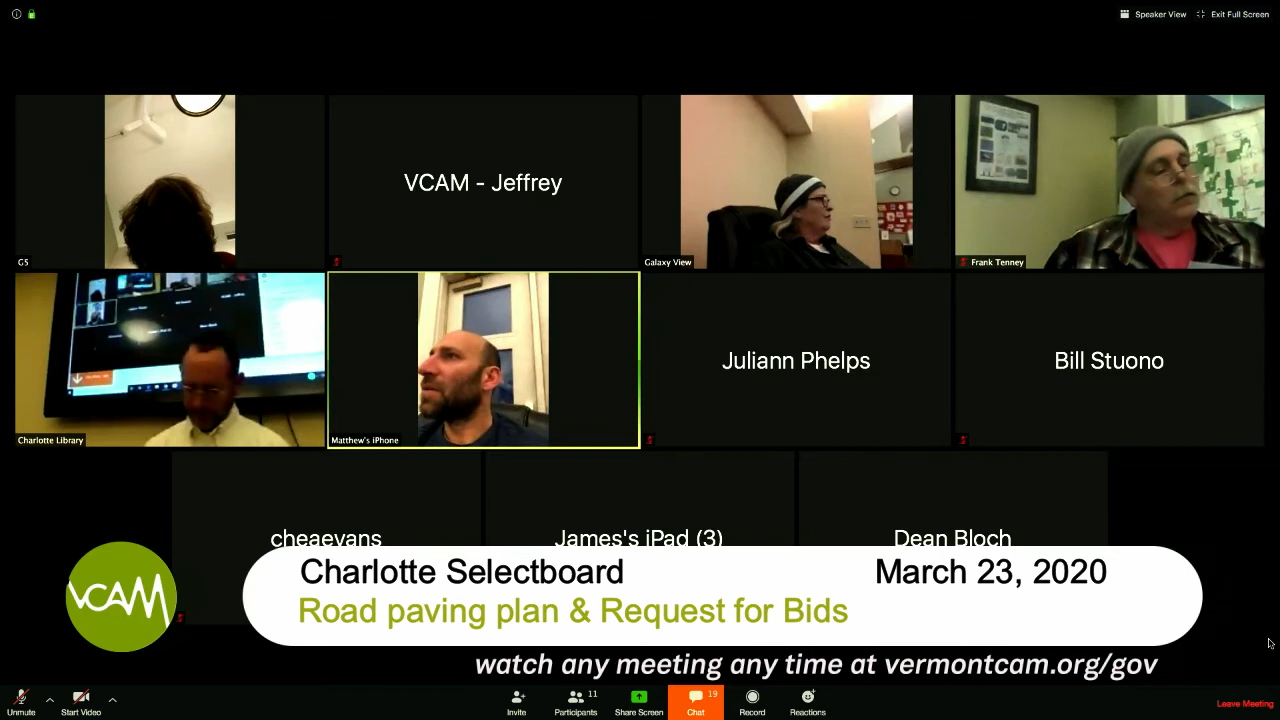 Speaker View
Exit Full Screen
G5
VCAM - Jeffrey
Galaxy View
Frank Tenney
Charlotte Library
Matthew's iPhone
Juliann Phelps
Bill Stuono
cheaevans
James's iPad (3)
Dean Bloch
VCAM
Charlotte Selectboard
March 23, 2020
Road paving plan & Request for Bids
watch any meeting any time at vermontcam.org/gov
Unmute
Start Video
Invite
Participants
11
Share Screen
Chat
19
Record
Reactions
Leave Meeting